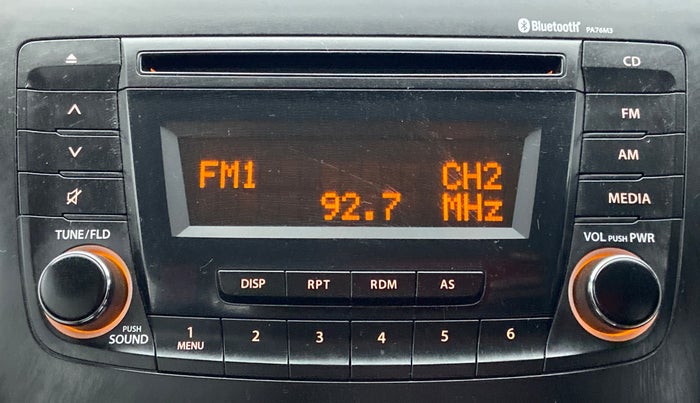 Bluetooth®
PA76M3
CD
FM
AM
MEDIA
FM1 CH2
92.7 MHz
TUNE/FLD
VOL PUSH PWR
DISP RPT RDM AS
PUSH
SOUND
1 2 3 4 5 6
MENU